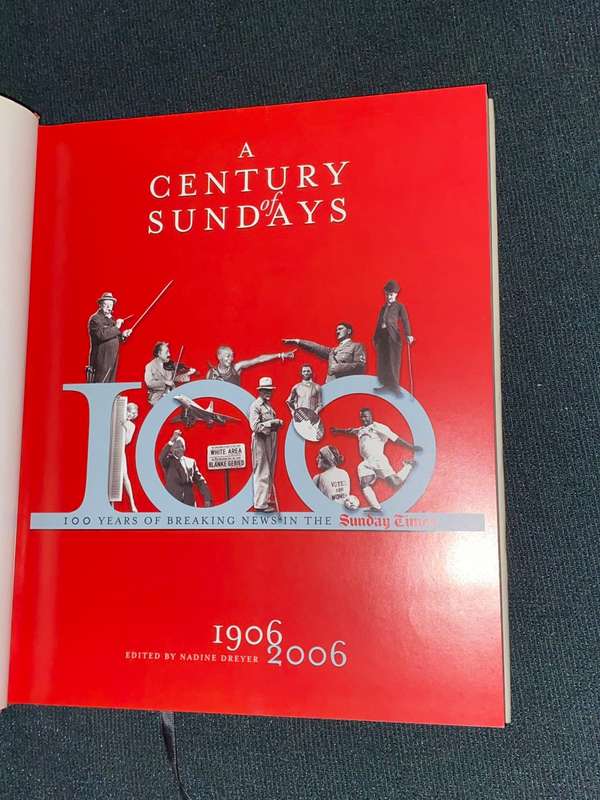 A
CENTURY
of
SUNDAYS
100
WHITE AREA
BLANKE GEBIED
VOTES
FOR
WOMEN
100 YEARS OF BREAKING NEWS IN THE Sunday Times
1906
EDITED BY NADINE DREYER 2006